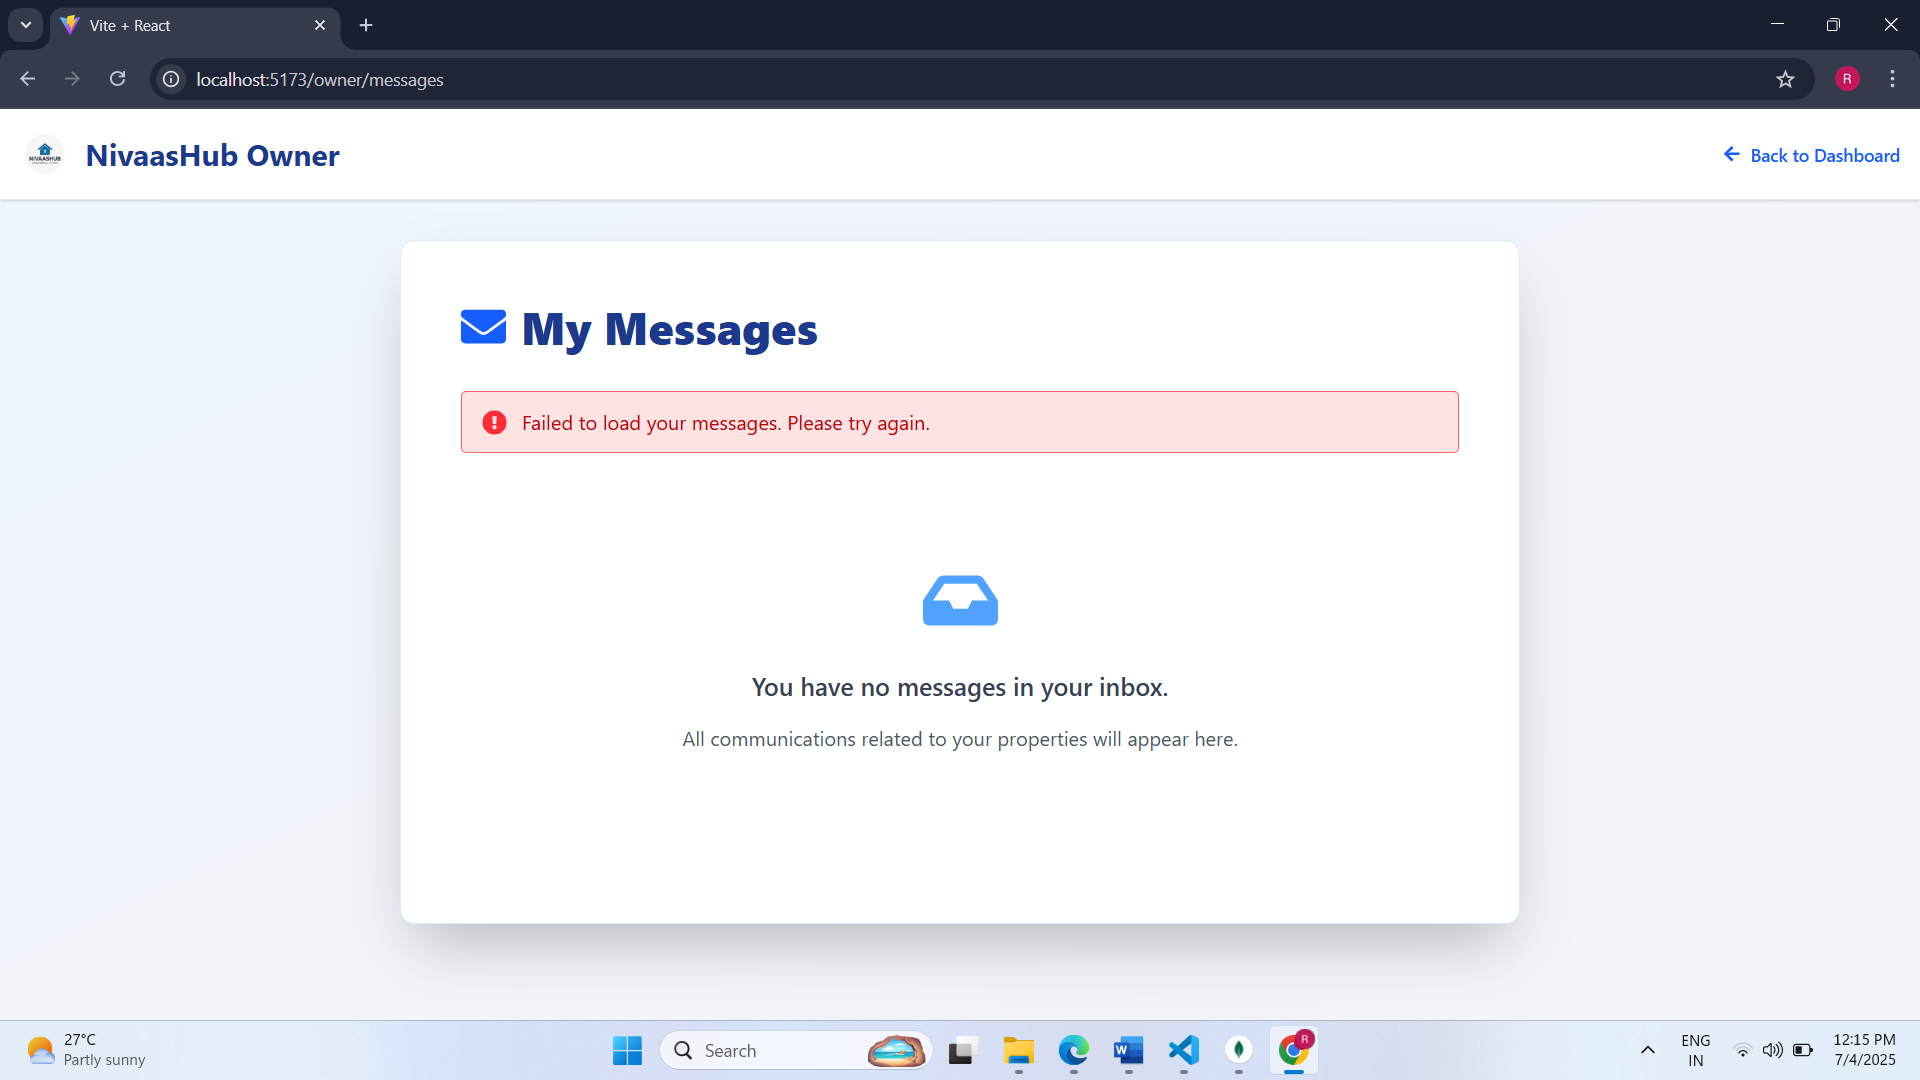 Vite + React
localhost:5173/owner/messages
R
NIVAASHUB
NivaasHub Owner
Back to Dashboard
My Messages
Failed to load your messages. Please try again.
You have no messages in your inbox.
All communications related to your properties will appear here.
27°C
Partly sunny
Search
W
R
ENG
IN
12:15 PM
7/4/2025